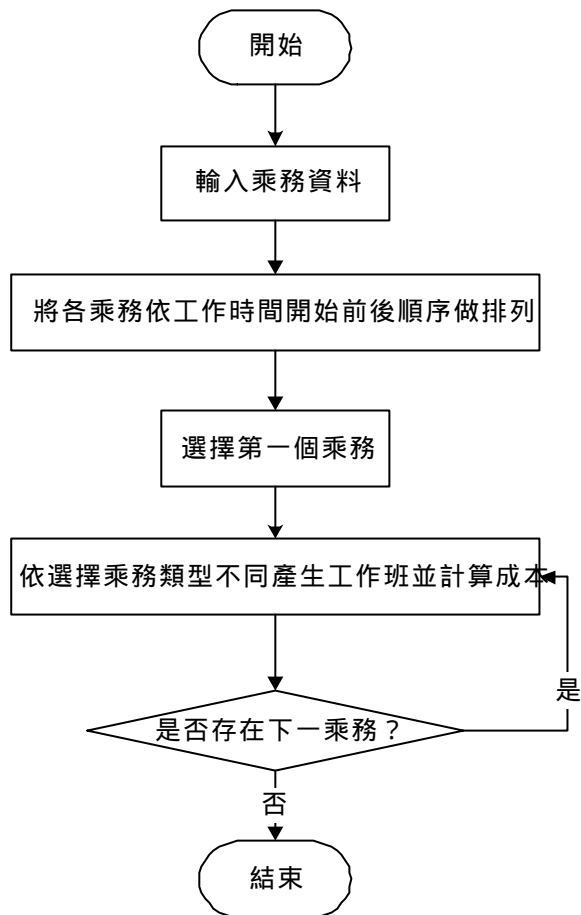 開始
輸入乘務資料
將各乘務依工作時間開始前後順序做排列
選擇第一個乘務
依選擇乘務類型不同產生工作班並計算成本
是
是否存在下一乘務？
否
結束